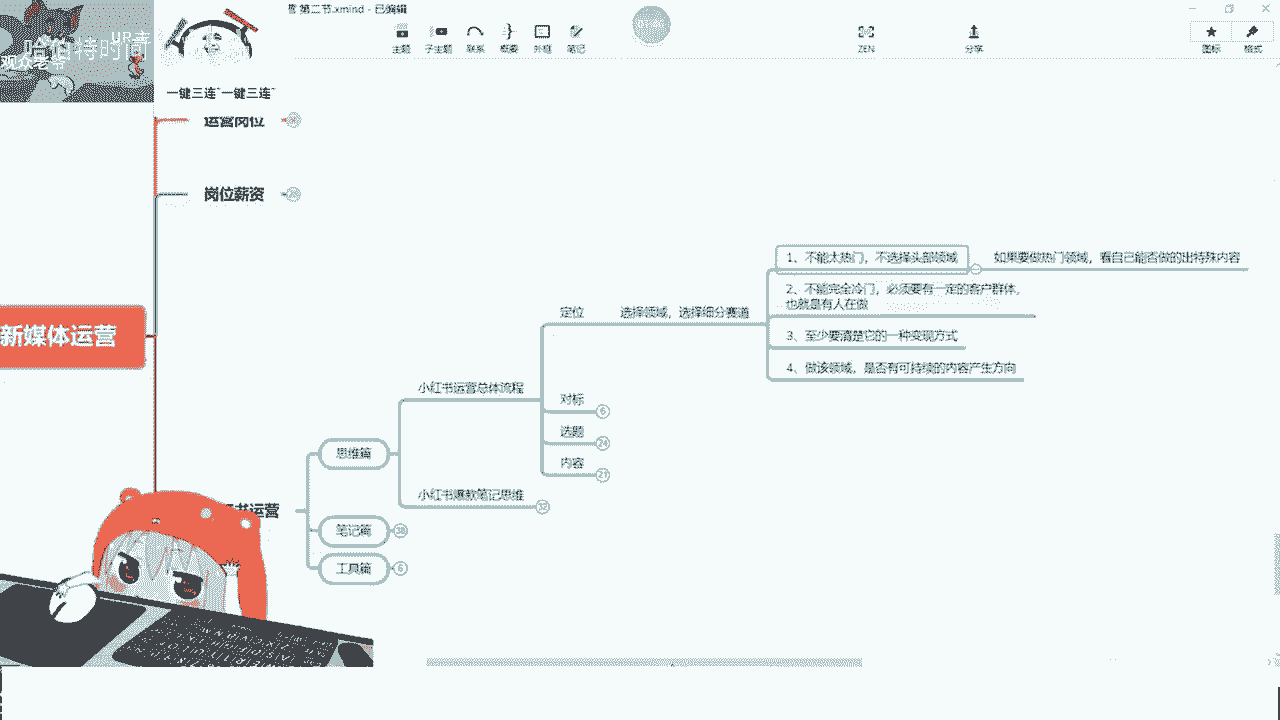 第二节.xmind - 已编辑
主题
子主题
联系
概要
外框
笔记
ZEN
分享
图标
格式
哈伯特时间
UP主
观众老爷
一键三连~一键三连~
运营岗位
岗位薪资
新媒体运营
书运营
思维篇
笔记篇
38
工具篇
6
小红书运营总体流程
小红书爆款笔记思维
32
定位
选择领域，选择细分赛道
对标
6
选题
24
内容
21
1、不能太热门，不选择头部领域
如果要做热门领域，看自己能否做的出特殊内容
2、不能完全冷门，必须要有一定的客户群体，
也就是有人在做
3、至少要清楚它的一种变现方式
4、做该领域，是否有可持续的内容产生方向